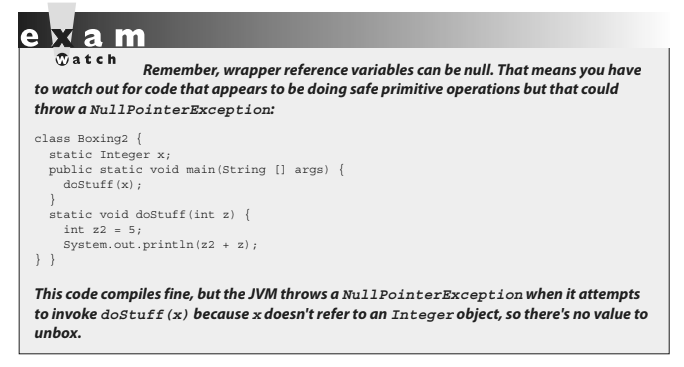 exam
Watch
Remember, wrapper reference variables can be null. That means you have
to watch out for code that appears to be doing safe primitive operations but that could
throw a NullPointerException:
class Boxing2 {
  static Integer x;
  public static void main(String [] args) {
    doStuff(x);
  }
  static void doStuff(int z) {
    int z2 = 5;
    System.out.println(z2 + z);
} }
This code compiles fine, but the JVM throws a NullPointerException when it attempts
to invoke doStuff(x) because x doesn't refer to an Integer object, so there's no value to
unbox.